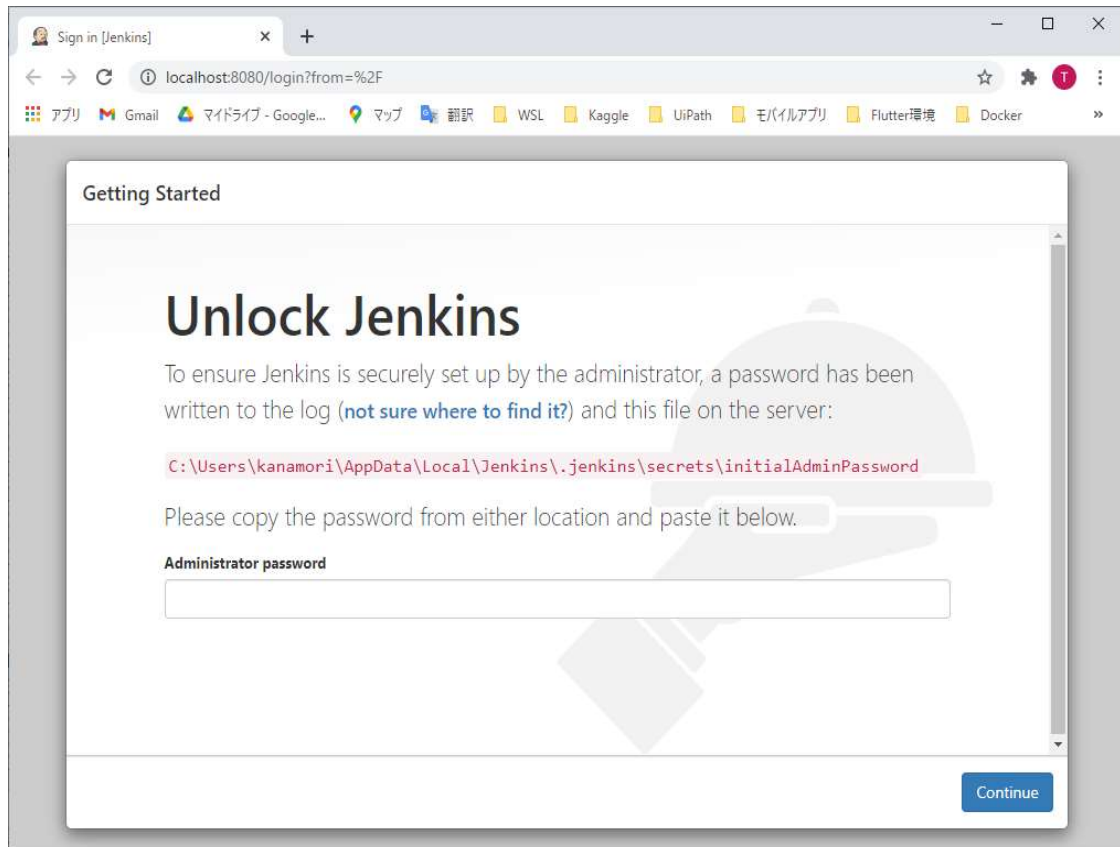 Sign in [Jenkins]
localhost:8080/login?from=%2F
T
アプリ Gmail マイドライブ - Google... マップ 翻訳 WSL Kaggle UiPath モバイルアプリ Flutter環境 Docker »
Getting Started
Unlock Jenkins
To ensure Jenkins is securely set up by the administrator, a password has been
written to the log (not sure where to find it?) and this file on the server:
C:\Users\kanamori\AppData\Local\Jenkins\.jenkins\secrets\initialAdminPassword
Please copy the password from either location and paste it below.
Administrator password
Continue